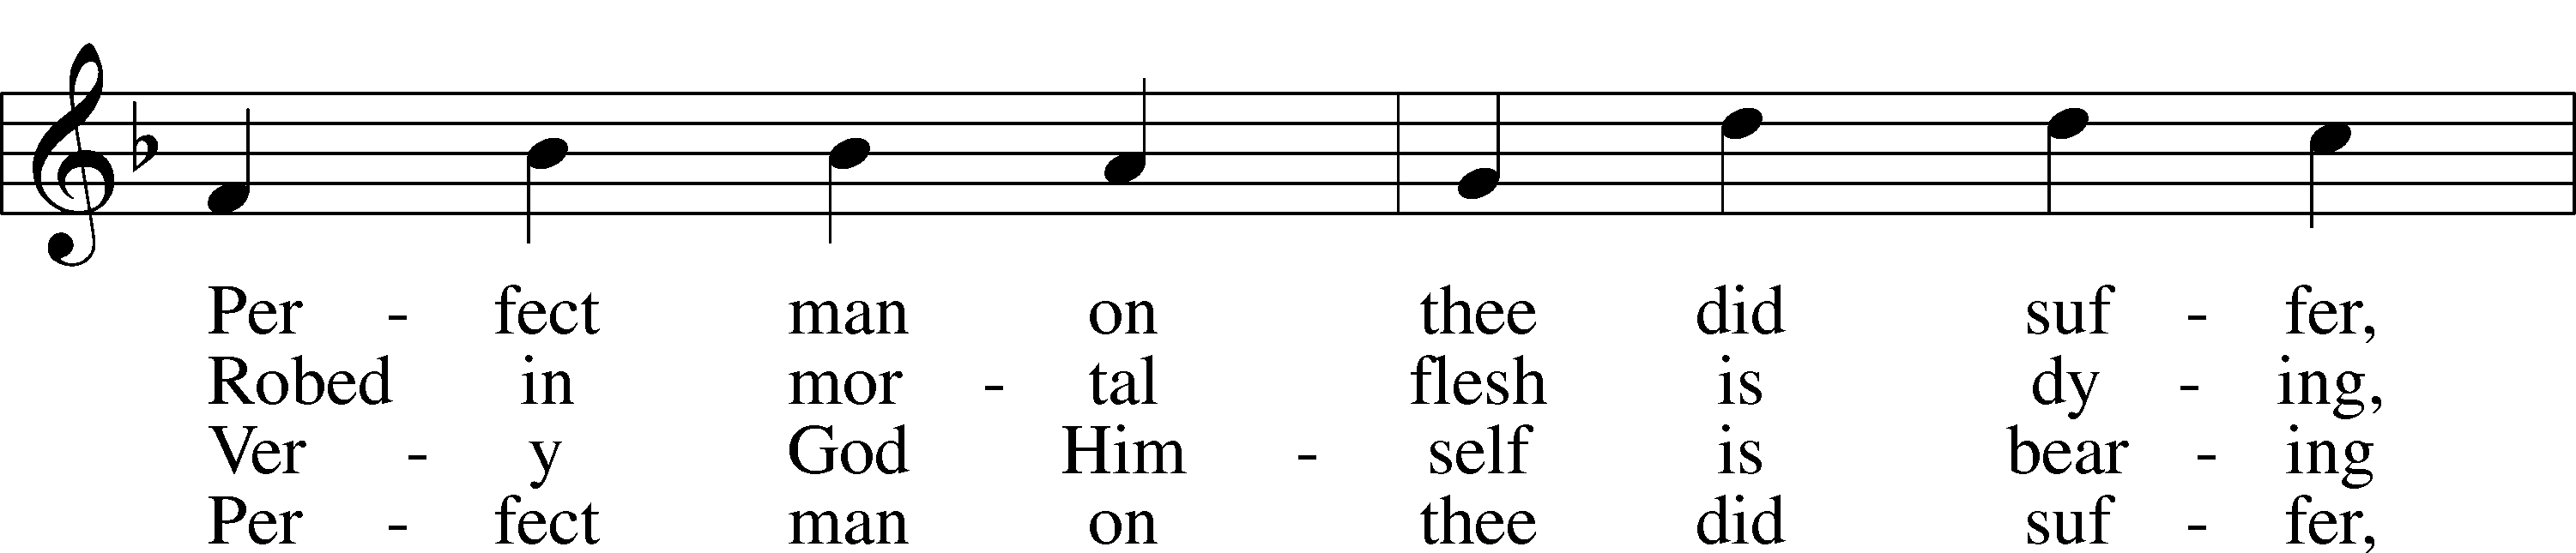 Per - fect man on thee did suf - fer,
Robed in mor - tal flesh is dy - ing,
Ver - y God Him - self is bear - ing
Per - fect man on thee did suf - fer,